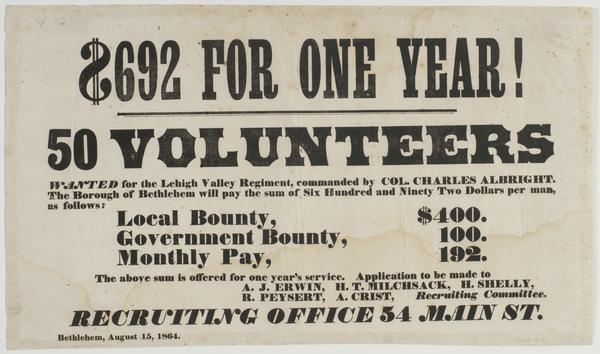 $692 FOR ONE YEAR!
50 VOLUNTEERS
WANTED for the Lehigh Valley Regiment, commanded by COL. CHARLES ALBRIGHT.
The Borough of Bethlehem will pay the sum of Six Hundred and Ninety Two Dollars per man,
as follows:
Local Bounty, $400.
Government Bounty, 100.
Monthly Pay, 192.
The above sum is offered for one year's service. Application to be made to
A. J. ERWIN, H. T. MILCHSACK, H. SHELLY,
R. PEYSERT, A. CRIST, Recruiting Committee.
RECRUITING OFFICE 54 MAIN ST.
Bethlehem, August 15, 1864.